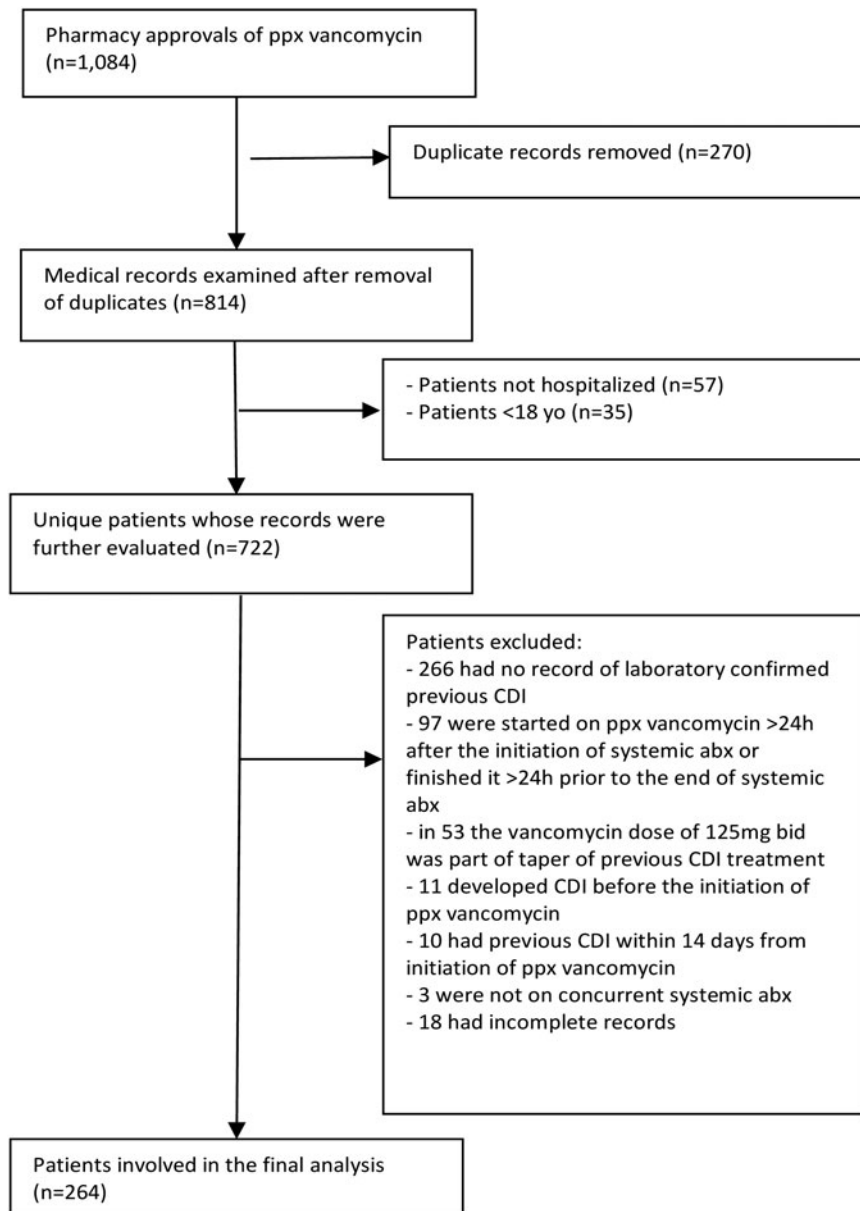 Pharmacy approvals of ppx vancomycin
(n=1,084)
Duplicate records removed (n=270)
Medical records examined after removal
of duplicates (n=814)
- Patients not hospitalized (n=57)
- Patients <18 yo (n=35)
Unique patients whose records were
further evaluated (n=722)
Patients excluded:
- 266 had no record of laboratory confirmed
previous CDI
- 97 were started on ppx vancomycin >24h
after the initiation of systemic abx or
finished it >24h prior to the end of systemic
abx
- in 53 the vancomycin dose of 125mg bid
was part of taper of previous CDI treatment
- 11 developed CDI before the initiation of
ppx vancomycin
- 10 had previous CDI within 14 days from
initiation of ppx vancomycin
- 3 were not on concurrent systemic abx
- 18 had incomplete records
Patients involved in the final analysis
(n=264)